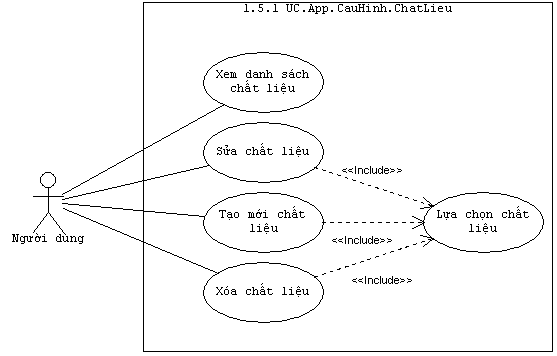 1.5.1 UC.App.CauHinh.ChatLieu
Xem danh sách
chất liệu
Sửa chất liệu
<<Include>>
Tạo mới chất
liệu
Lựa chọn chất
liệu
<<Include>>
Người dùng
Xóa chất liệu
<<Include>>